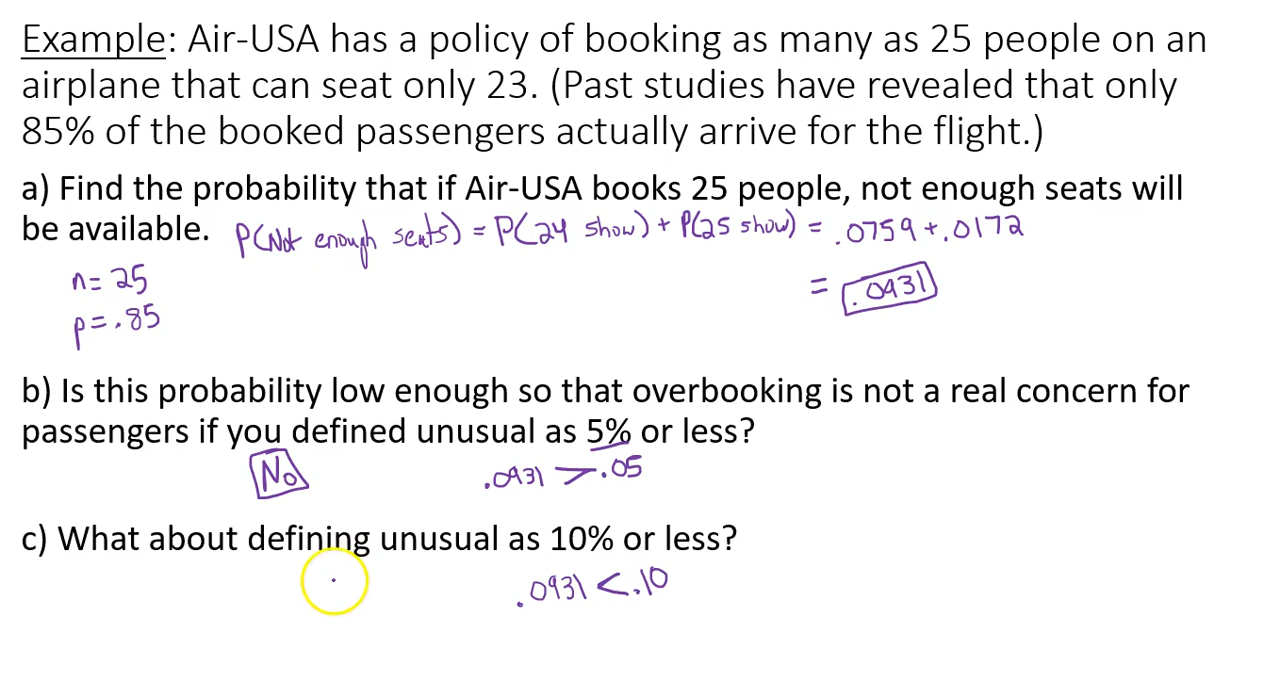 Example: Air-USA has a policy of booking as many as 25 people on an
airplane that can seat only 23. (Past studies have revealed that only
85% of the booked passengers actually arrive for the flight.)
a) Find the probability that if Air-USA books 25 people, not enough seats will
be available. P(Not enough seats) = P(24 show) + P(25 show) = .0759 + .0172
n = 25
= .0931
p = .85
b) Is this probability low enough so that overbooking is not a real concern for
passengers if you defined unusual as 5% or less?
No .0931 > .05
c) What about defining unusual as 10% or less?
.0931 < .10